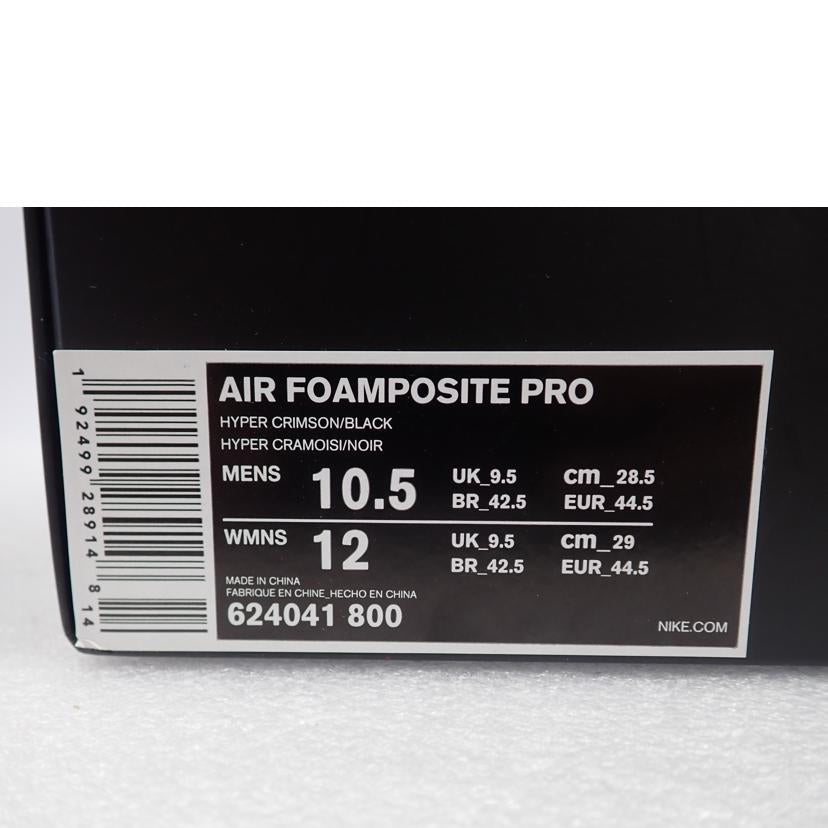 1 92499 28914 8 14
AIR FOAMPOSITE PRO
HYPER CRIMSON/BLACK
HYPER CRAMOISI/NOIR
MENS 10.5 UK_9.5 cm_28.5
BR_42.5 EUR_44.5
WMNS 12 UK_9.5 cm_29
BR_42.5 EUR_44.5
MADE IN CHINA
FABRIQUE EN CHINE_HECHO EN CHINA
624041 800
NIKE.COM